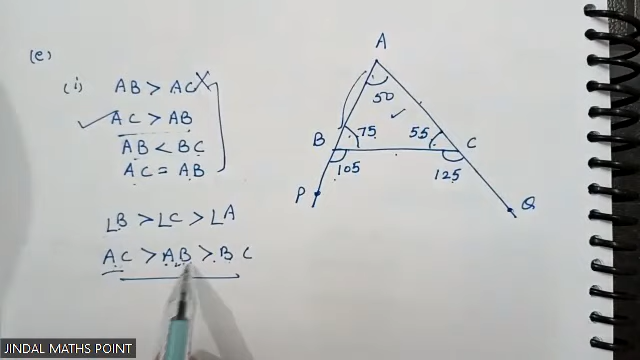 (e)
(i) AB > AC X
AC > AB
AB < BC
AC = AB
∠B > ∠C > ∠A
AC > AB > BC
A
50
B 75 55 C
105 125
P Q
JINDAL MATHS POINT